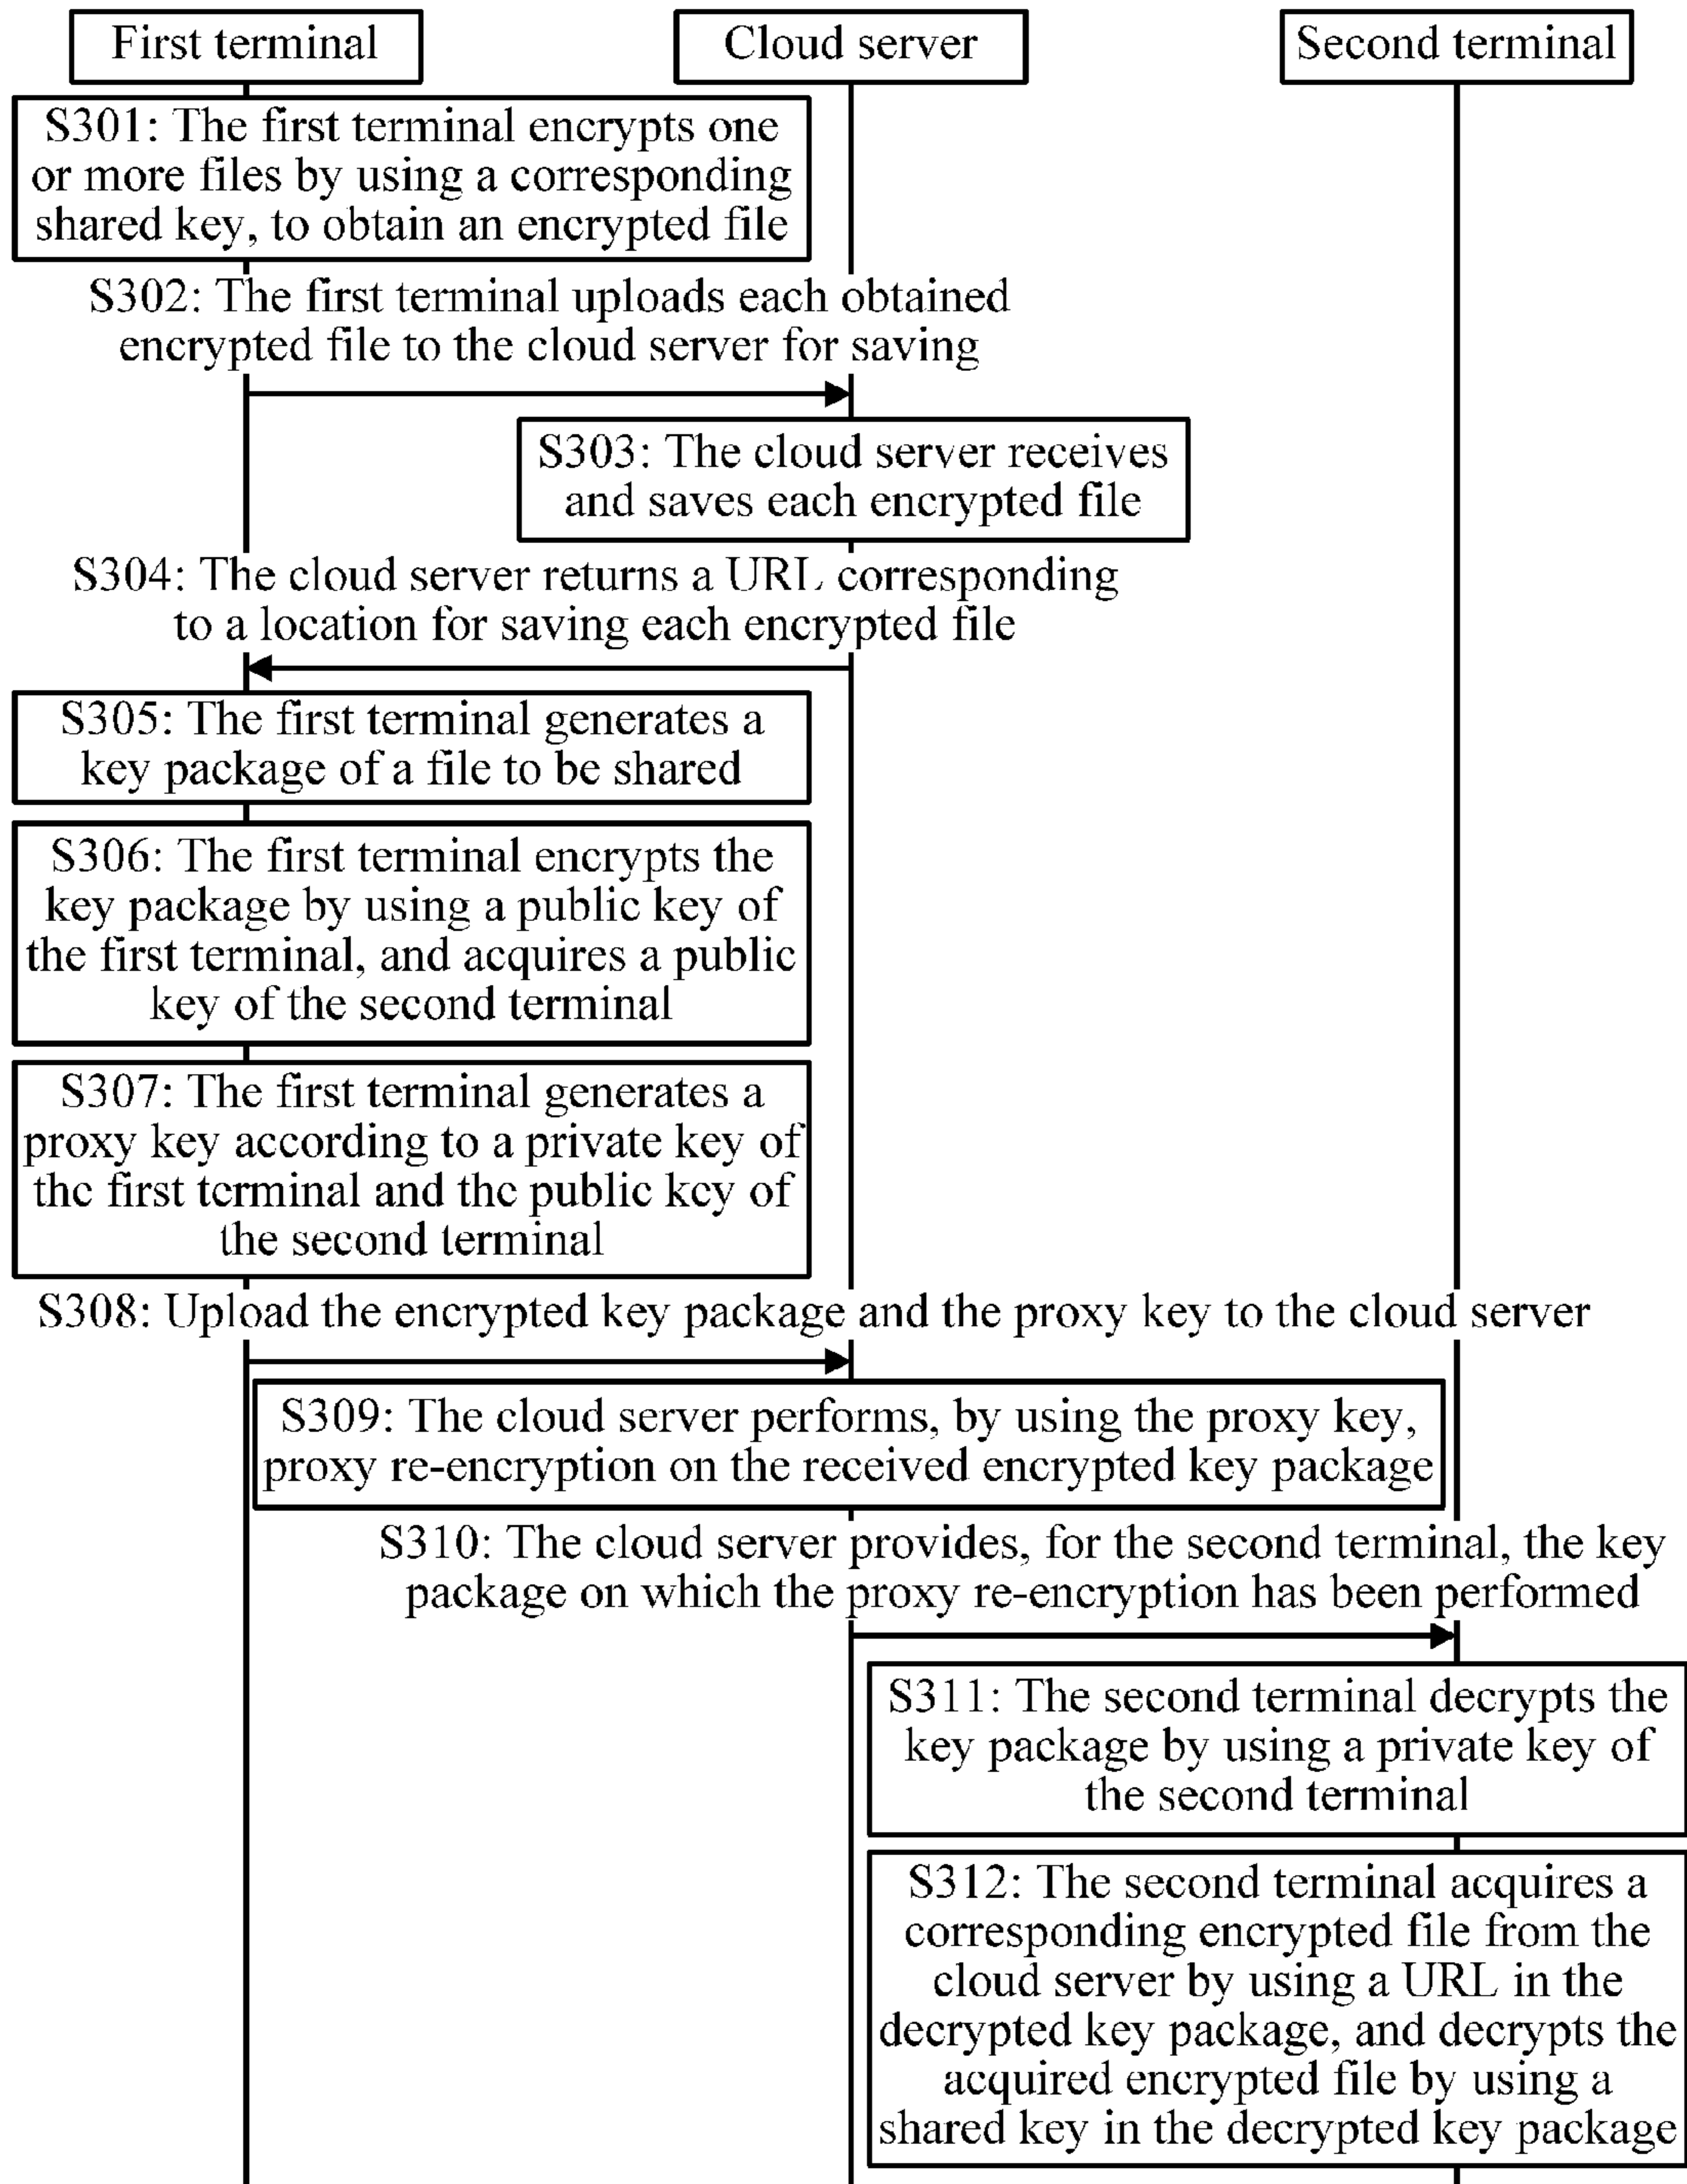 First terminal
Cloud server
Second terminal
S301: The first terminal encrypts one
or more files by using a corresponding
shared key, to obtain an encrypted file
S302: The first terminal uploads each obtained
encrypted file to the cloud server for saving
S303: The cloud server receives
and saves each encrypted file
S304: The cloud server returns a URL corresponding
to a location for saving each encrypted file
S305: The first terminal generates a
key package of a file to be shared
S306: The first terminal encrypts the
key package by using a public key of
the first terminal, and acquires a public
key of the second terminal
S307: The first terminal generates a
proxy key according to a private key of
the first terminal and the public key of
the second terminal
S308: Upload the encrypted key package and the proxy key to the cloud server
S309: The cloud server performs, by using the proxy key,
proxy re-encryption on the received encrypted key package
S310: The cloud server provides, for the second terminal, the key
package on which the proxy re-encryption has been performed
S311: The second terminal decrypts the
key package by using a private key of
the second terminal
S312: The second terminal acquires a
corresponding encrypted file from the
cloud server by using a URL in the
decrypted key package, and decrypts the
acquired encrypted file by using a
shared key in the decrypted key package